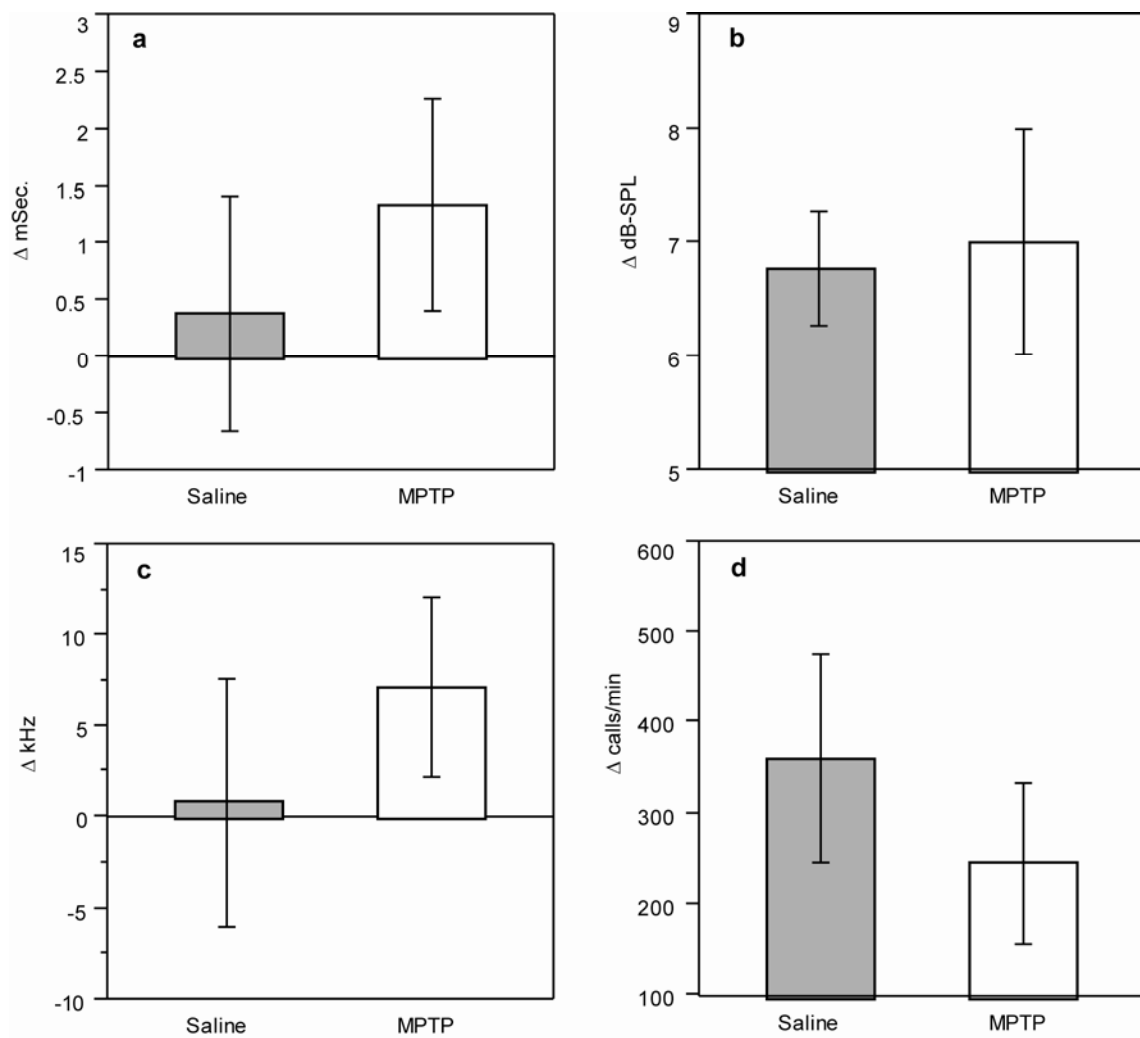 a
3
2.5
2
1.5
1
0.5
0
-0.5
-1
Δ mSec.
Saline MPTP
b
9
8
7
6
5
Δ dB-SPL
Saline MPTP
c
15
10
5
0
-5
-10
Δ kHz
Saline MPTP
d
600
500
400
300
200
100
Δ calls/min
Saline MPTP